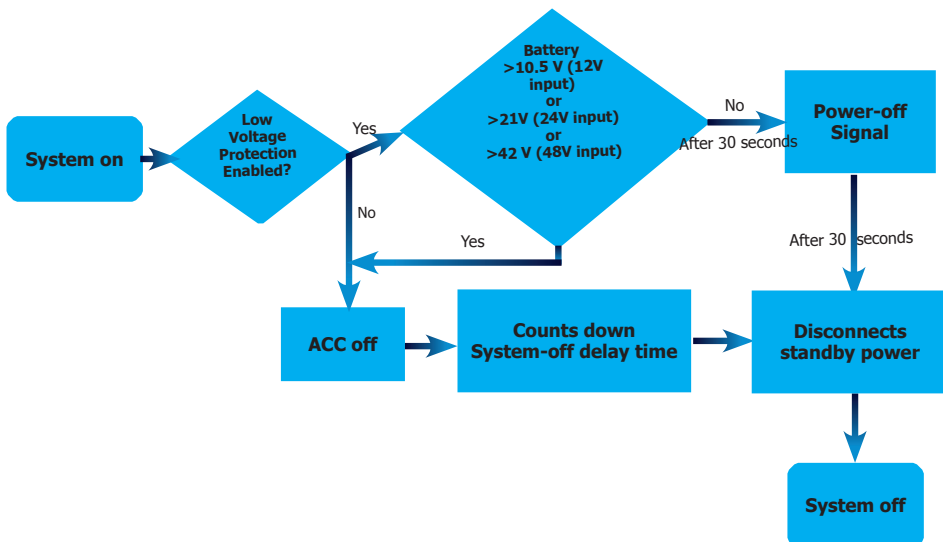 System on
Low
Voltage
Protection
Enabled?
Yes
Battery
>10.5 V (12V
input)
or
>21V (24V input)
or
>42 V (48V input)
No
After 30 seconds
Power-off
Signal
No
Yes
After 30 seconds
ACC off
Counts down
System-off delay time
Disconnects
standby power
System off